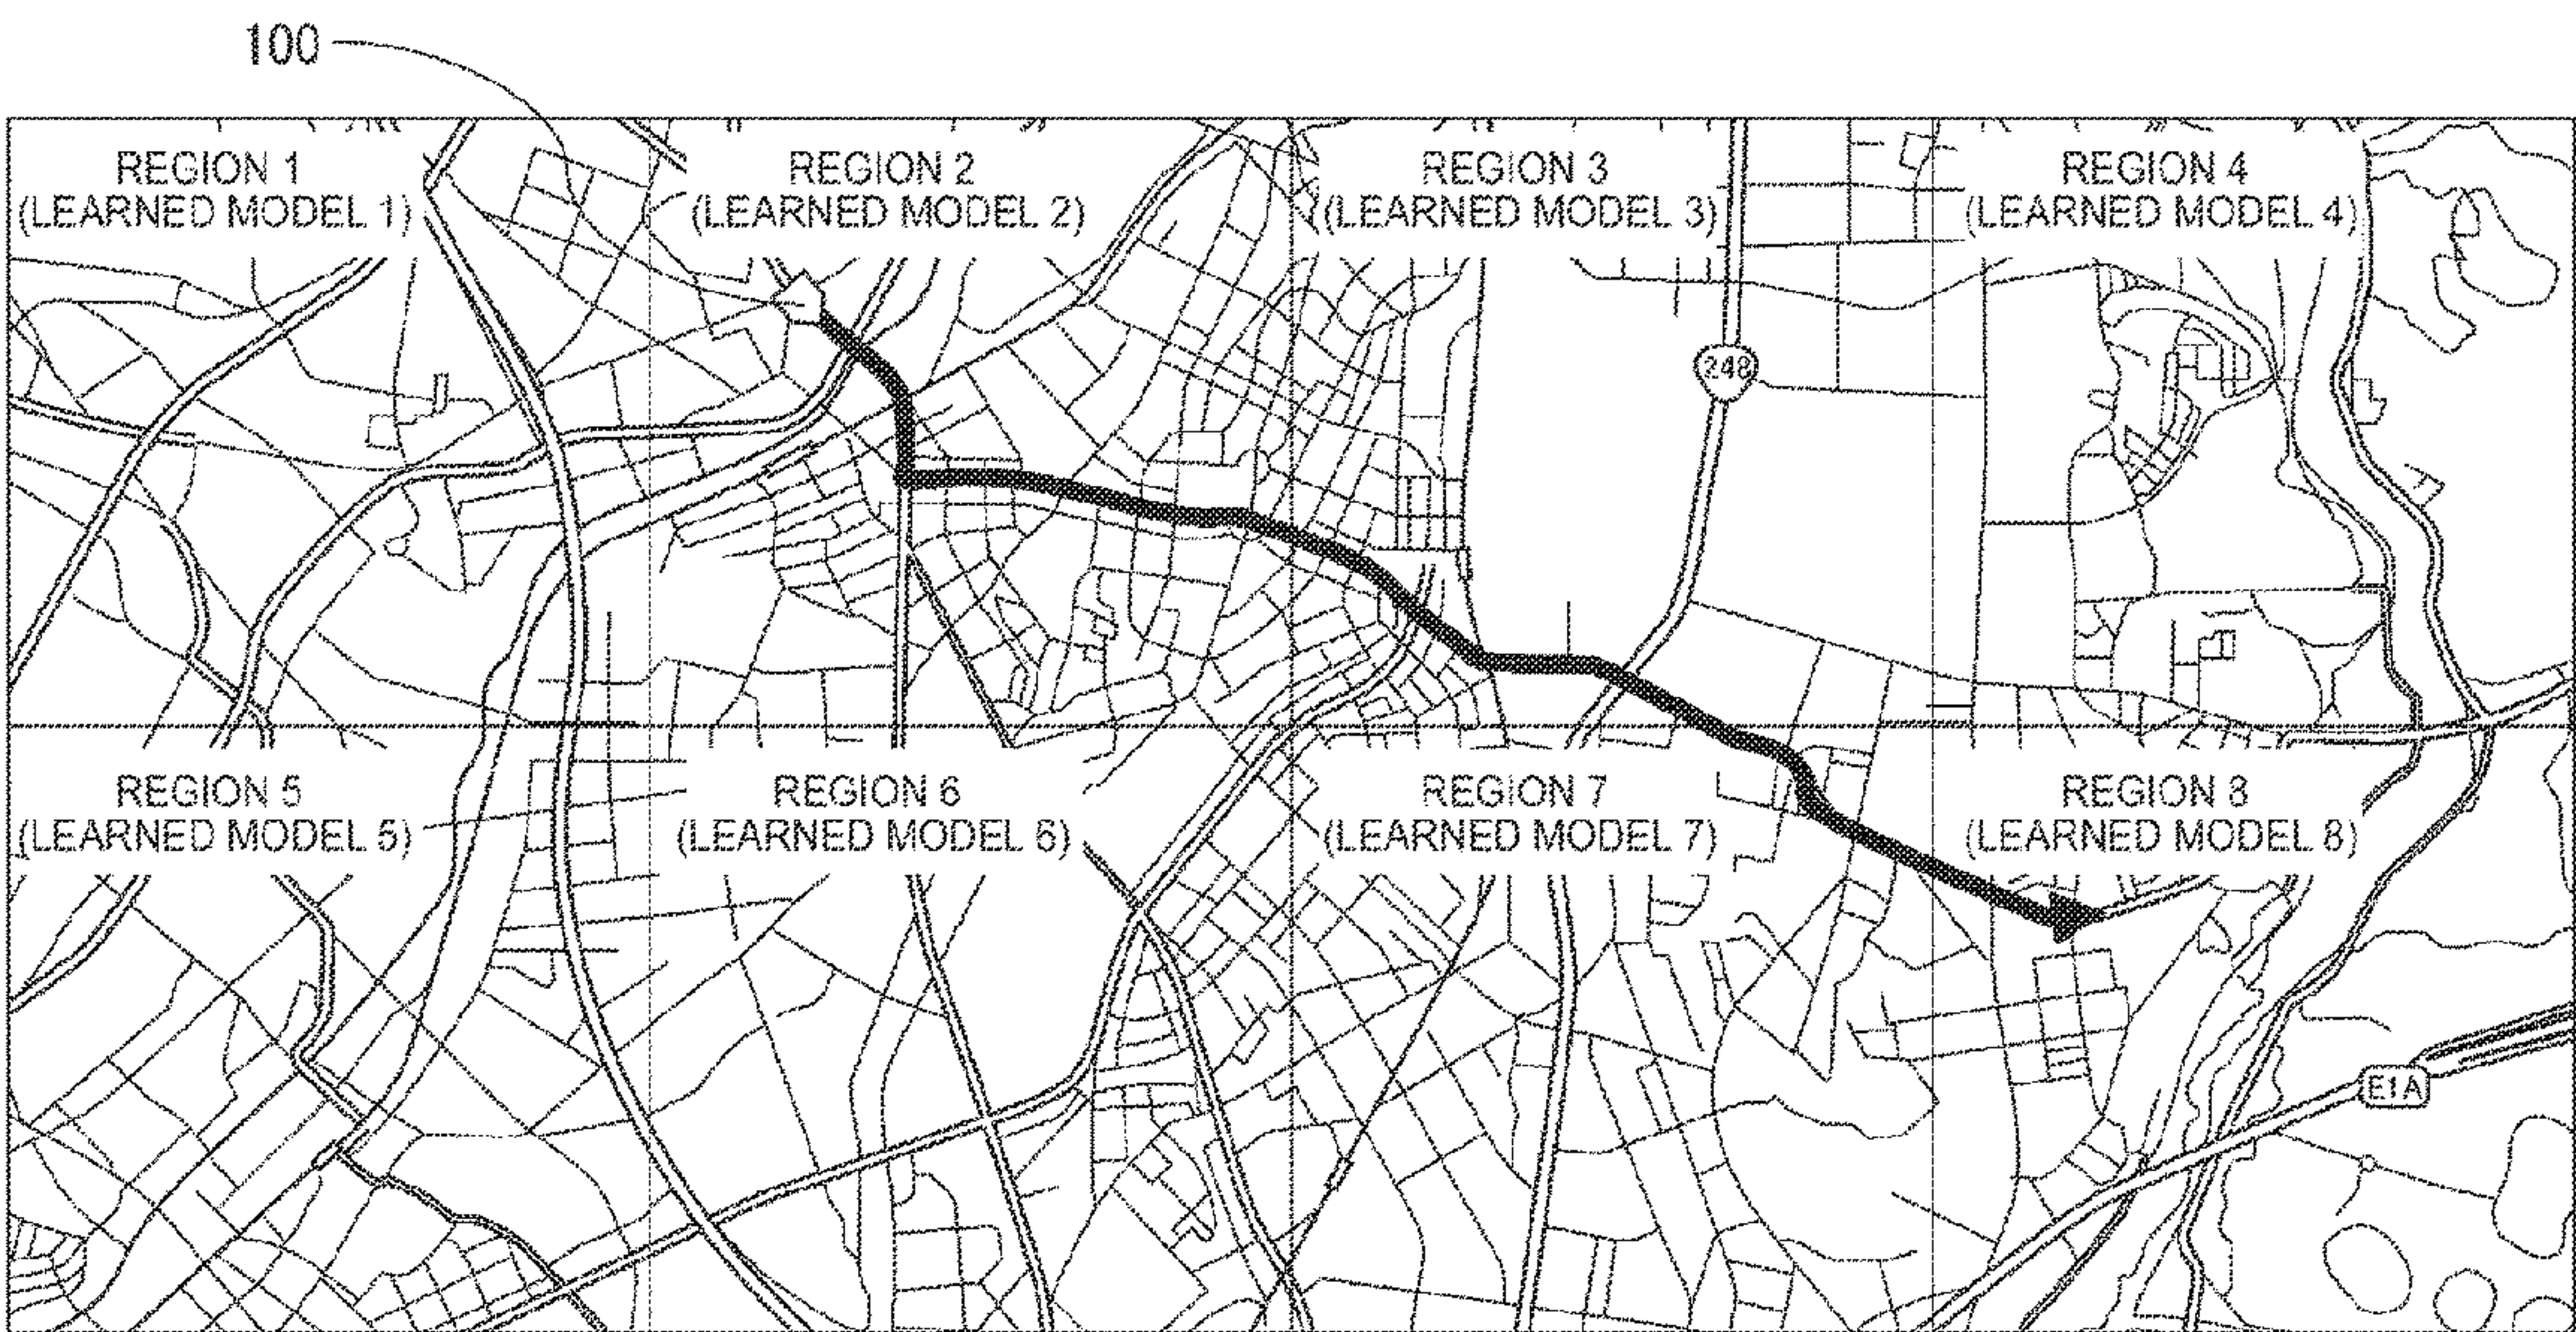 100
REGION 1
(LEARNED MODEL 1)
REGION 2
(LEARNED MODEL 2)
REGION 3
(LEARNED MODEL 3)
REGION 4
(LEARNED MODEL 4)
248
REGION 5
(LEARNED MODEL 5)
REGION 6
(LEARNED MODEL 6)
REGION 7
(LEARNED MODEL 7)
REGION 8
(LEARNED MODEL 8)
E1A